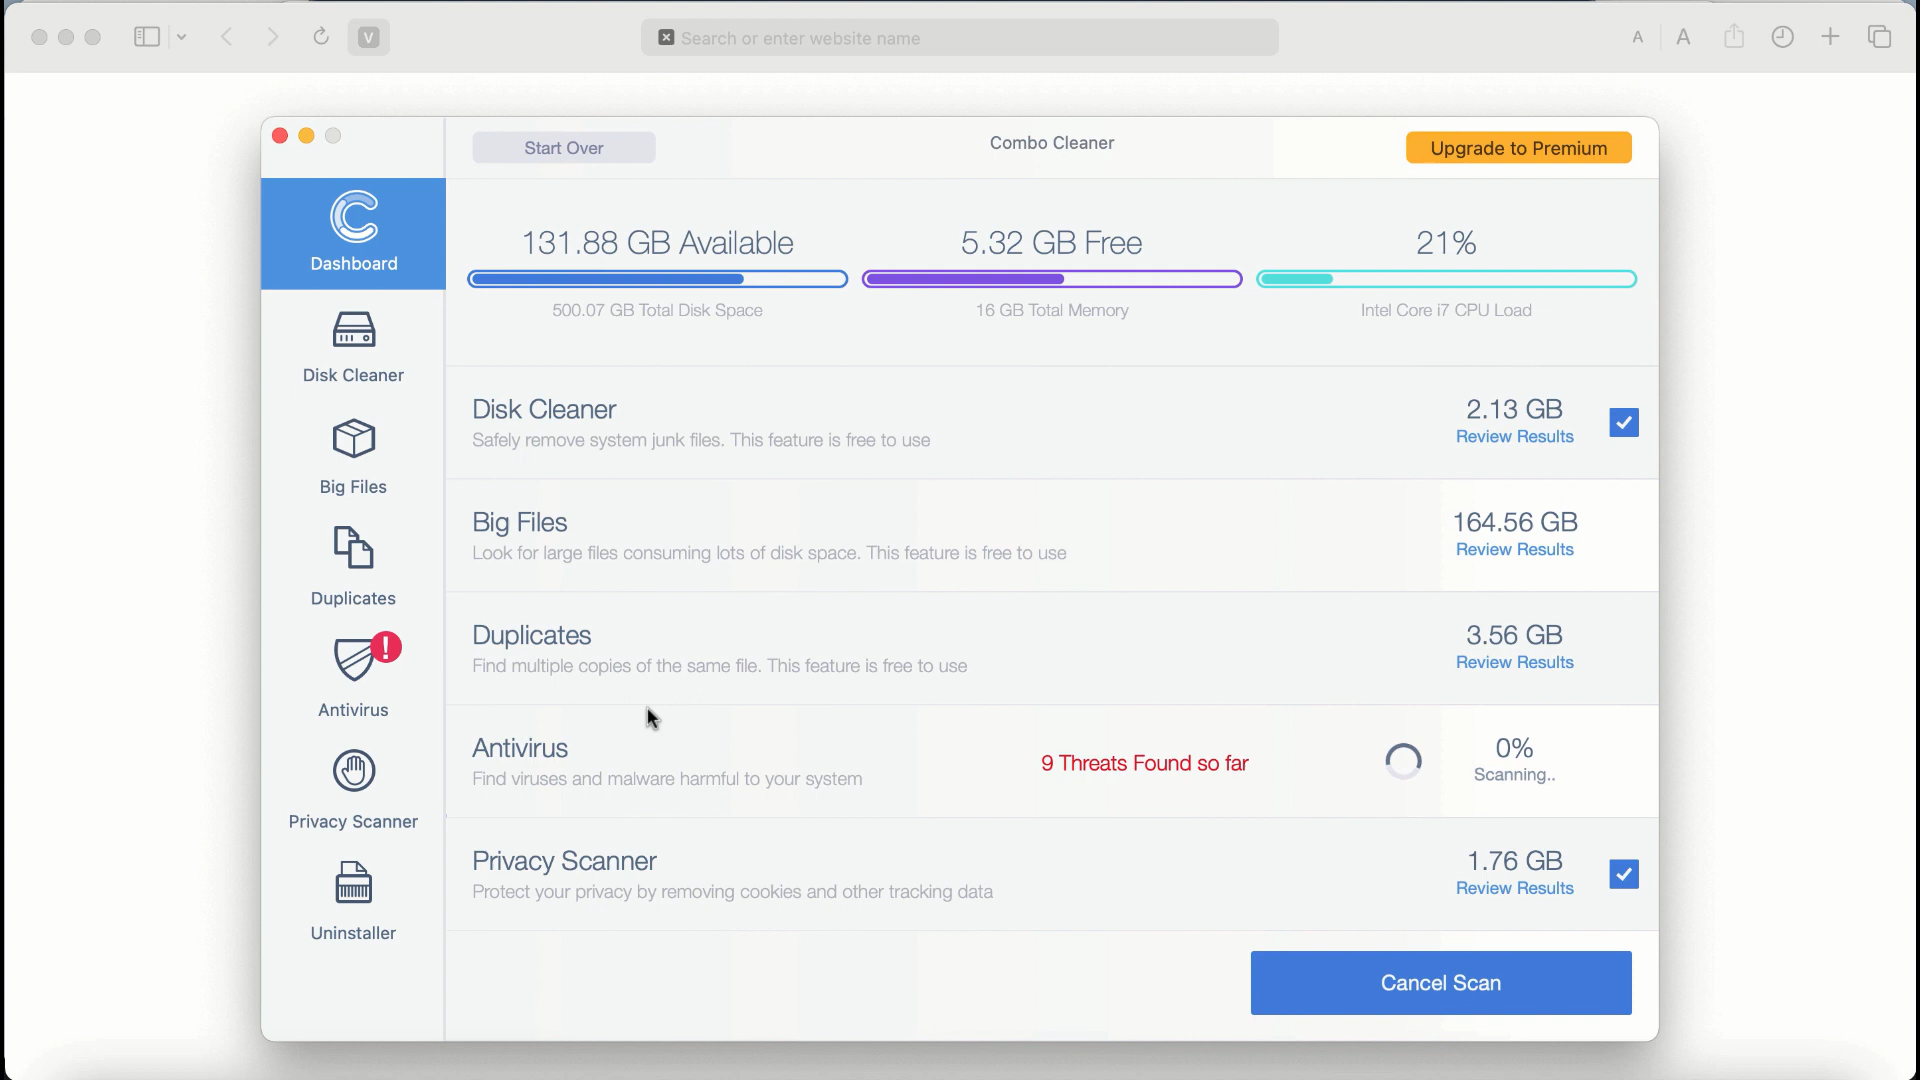 V
Search or enter website name
A
A
Start Over
Combo Cleaner
Upgrade to Premium
Dashboard
Disk Cleaner
Big Files
Duplicates
!
Antivirus
Privacy Scanner
Uninstaller
131.88 GB Available
500.07 GB Total Disk Space
5.32 GB Free
16 GB Total Memory
21%
Intel Core i7 CPU Load
Disk Cleaner
Safely remove system junk files. This feature is free to use
2.13 GB
Review Results
Big Files
Look for large files consuming lots of disk space. This feature is free to use
164.56 GB
Review Results
Duplicates
Find multiple copies of the same file. This feature is free to use
3.56 GB
Review Results
Antivirus
Find viruses and malware harmful to your system
9 Threats Found so far
0%
Scanning..
Privacy Scanner
Protect your privacy by removing cookies and other tracking data
1.76 GB
Review Results
Cancel Scan